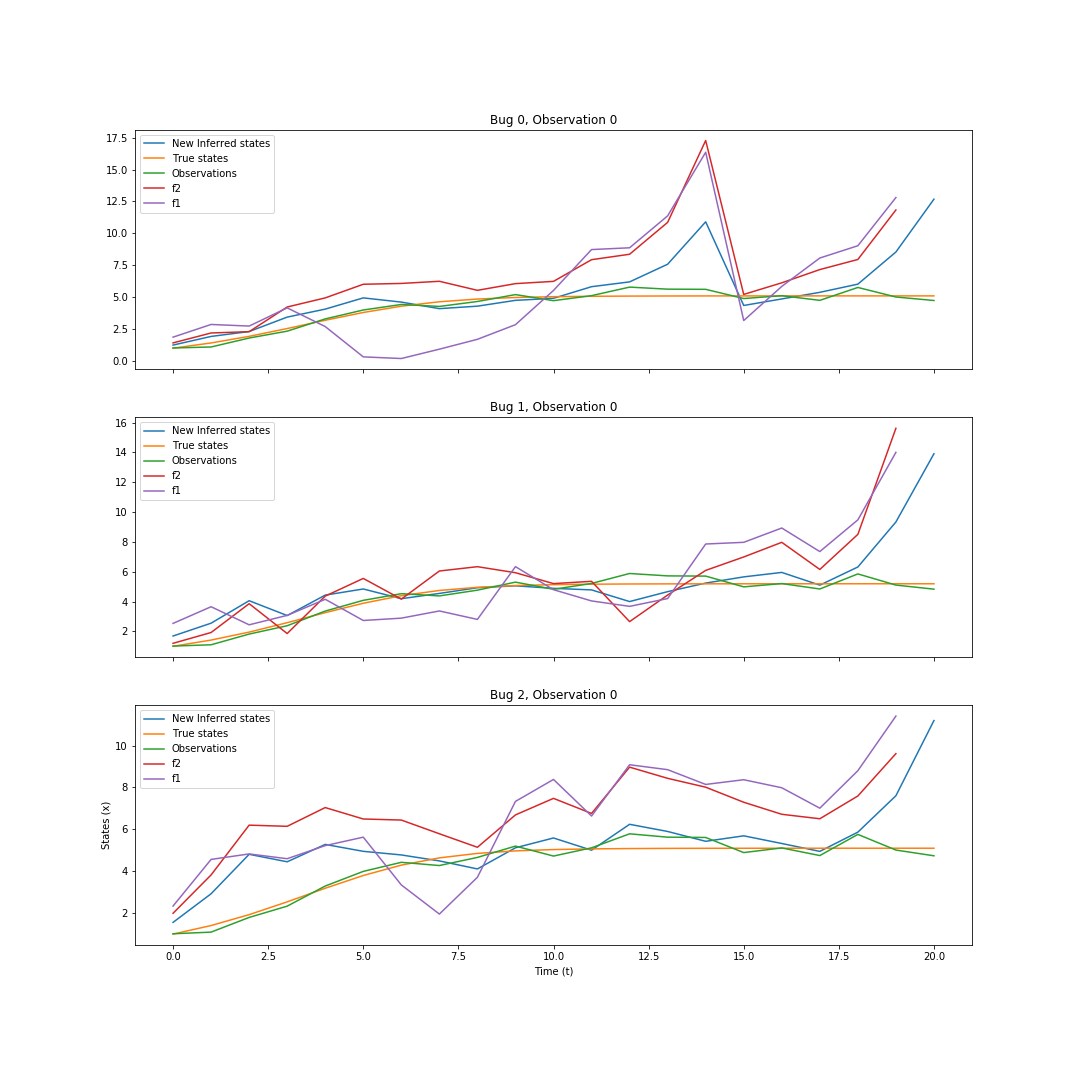 Bug 0, Observation 0
17.5
15.0
12.5
10.0
7.5
5.0
2.5
0.0
New Inferred states
True states
Observations
f2
f1
Bug 1, Observation 0
16
14
12
10
8
6
4
2
New Inferred states
True states
Observations
f2
f1
Bug 2, Observation 0
10
8
6
4
2
States (x)
New Inferred states
True states
Observations
f2
f1
0.0 2.5 5.0 7.5 10.0 12.5 15.0 17.5 20.0
Time (t)